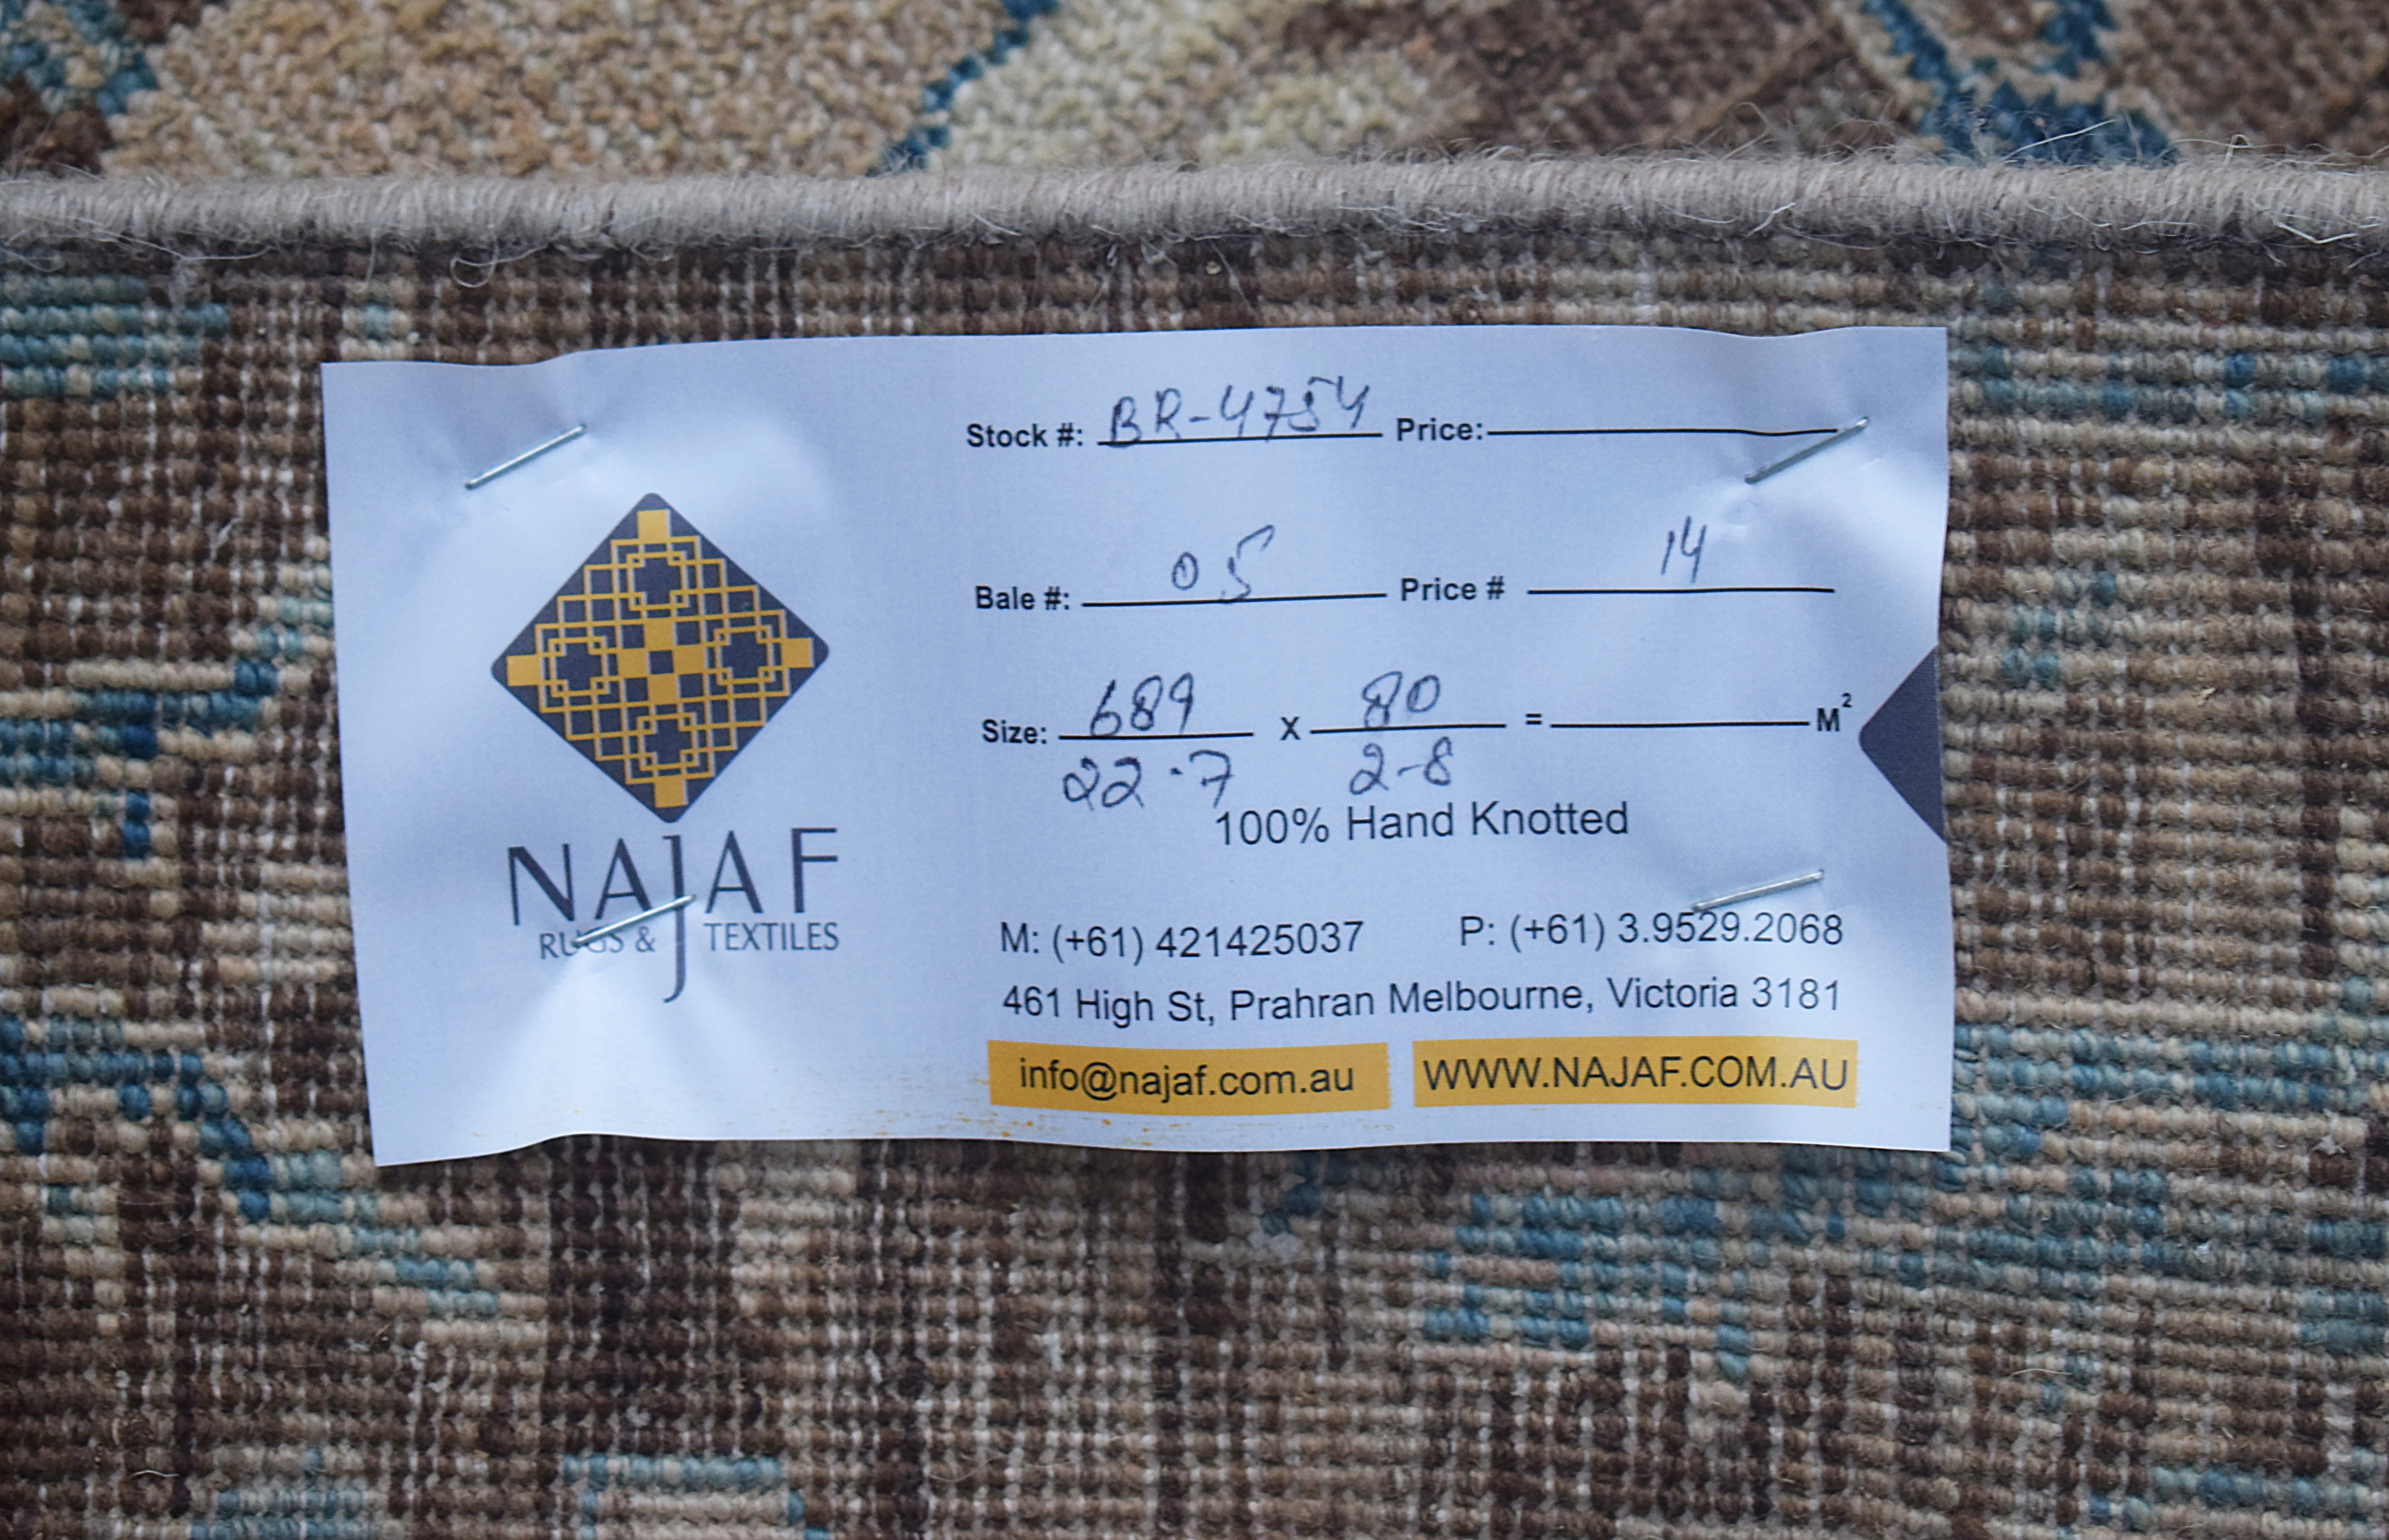 NAJAF
RUGS & TEXTILES
Stock #: BR-4754 Price:
Bale #: 05 Price # 14
Size: 689 X 80 = M²
22.7 2-8
100% Hand Knotted
M: (+61) 421425037 P: (+61) 3.9529.2068
461 High St, Prahran Melbourne, Victoria 3181
info@najaf.com.au WWW.NAJAF.COM.AU